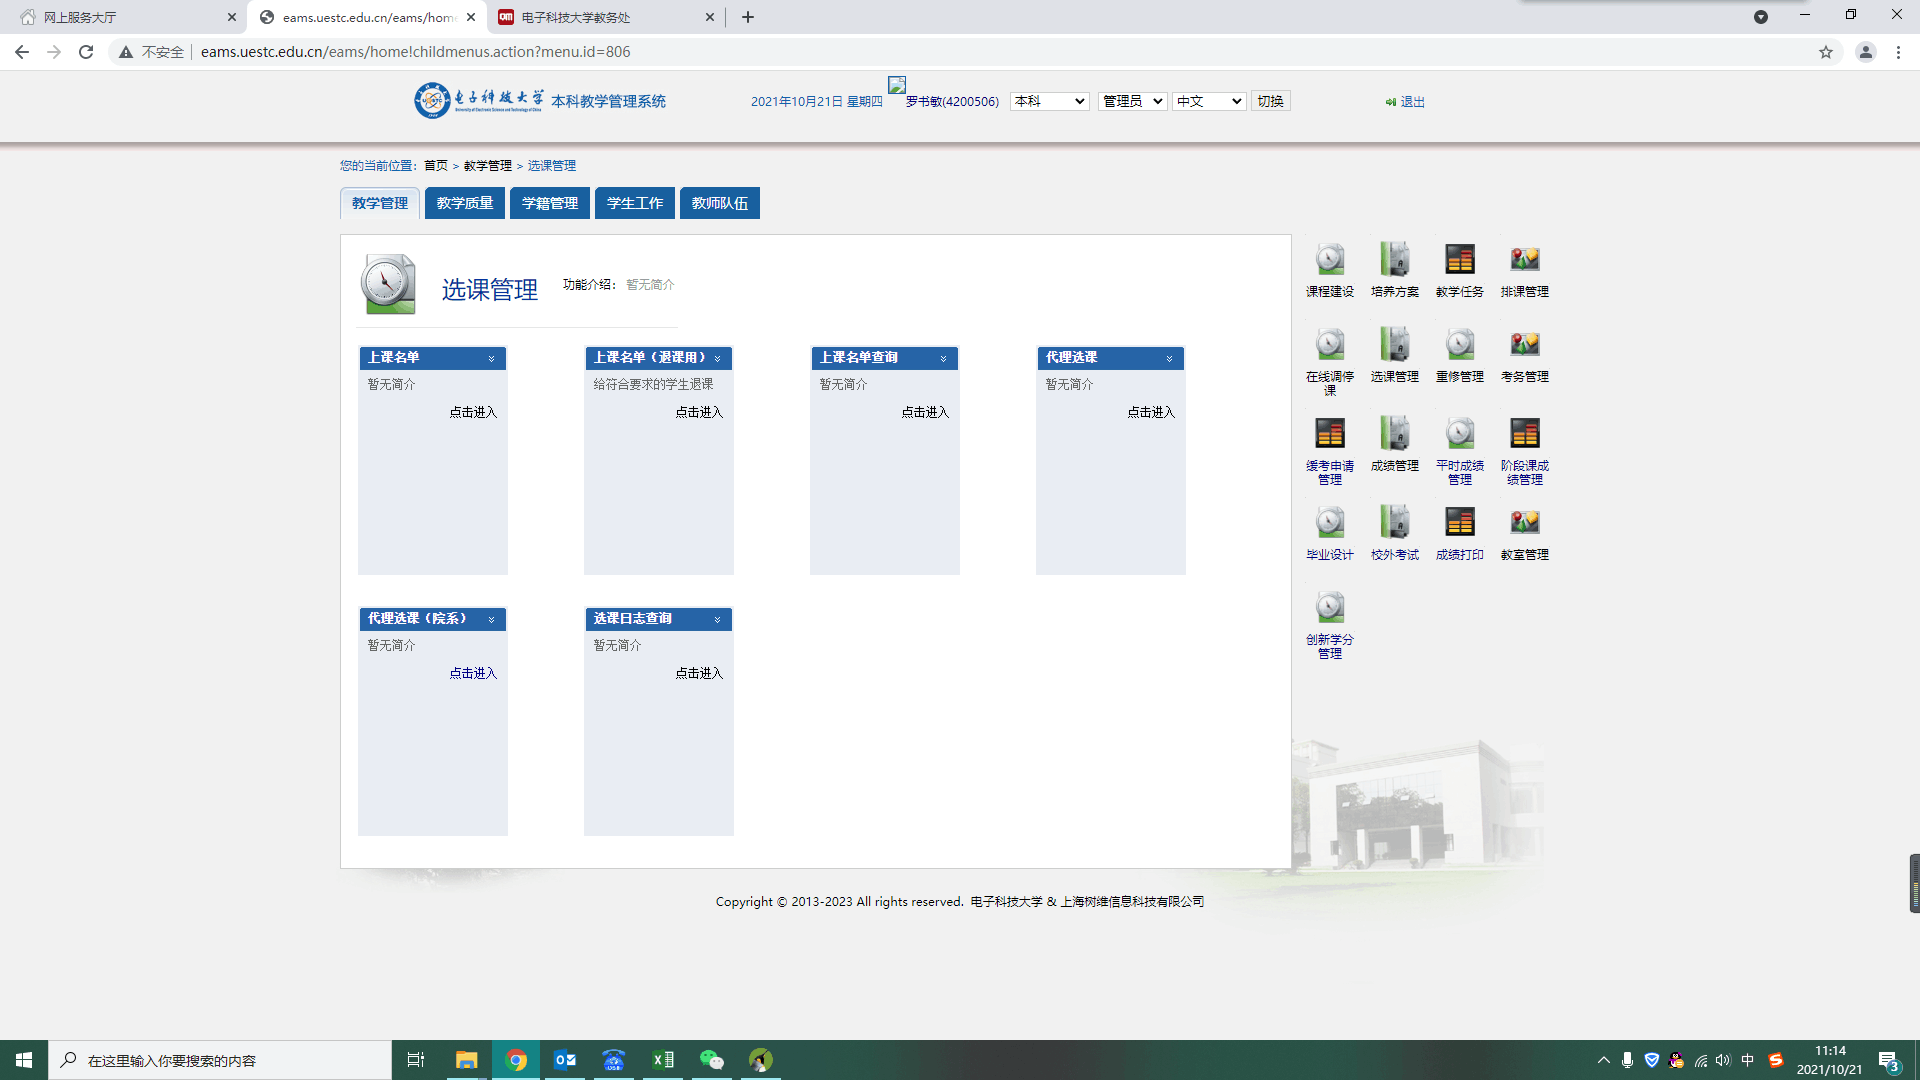 网上服务大厅
eams.uestc.edu.cn/eams/hom
电子科技大学教务处
不安全
eams.uestc.edu.cn/eams/home!childmenus.action?menu.id=806
电子科技大学 本科教学管理系统
2021年10月21日 星期四
罗书敏(4200506)
本科
管理员
中文
切换
退出
您的当前位置：首页 > 教学管理 > 选课管理
教学管理 教学质量 学籍管理 学生工作 教师队伍
选课管理
功能介绍： 暂无简介
上课名单
暂无简介
点击进入
上课名单（退课用）
给符合要求的学生退课
点击进入
上课名单查询
暂无简介
点击进入
代理选课
暂无简介
点击进入
代理选课（院系）
暂无简介
点击进入
选课日志查询
暂无简介
点击进入
课程建设 培养方案 教学任务 排课管理
在线调停课 选课管理 重修管理 考务管理
缓考申请管理 成绩管理 平时成绩管理 阶段课成绩管理
毕业设计 校外考试 成绩打印 教室管理
创新学分管理
Copyright © 2013-2023 All rights reserved. 电子科技大学 & 上海树维信息科技有限公司
在这里输入你要搜索的内容
中
11:14
2021/10/21
3